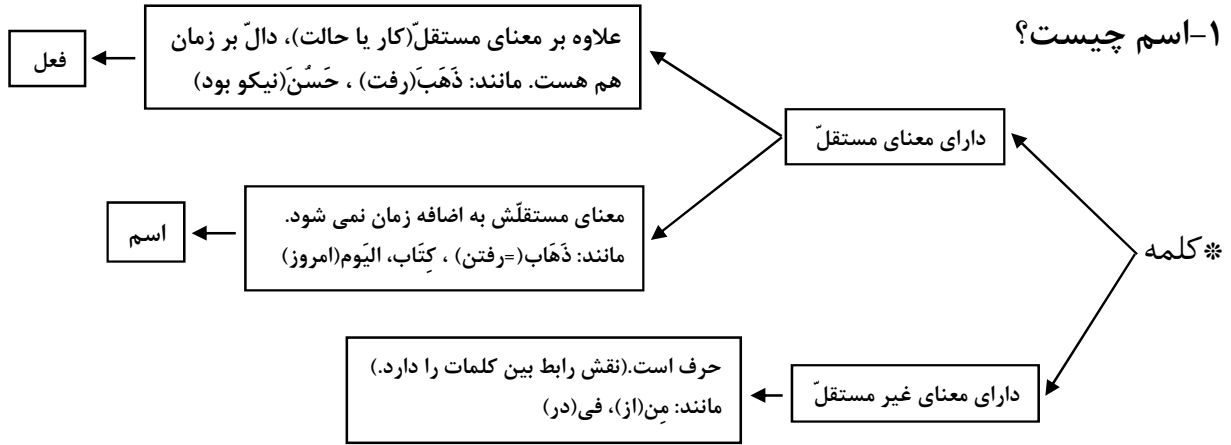 ۱-اسم چیست؟
علاوه بر معنای مستقلّ(کار یا حالت)، دالّ بر زمان
هم هست. مانند: ذَهَبَ(رفت) ، حَسُنَ(نیکو بود)
فعل
دارای معنای مستقلّ
معنای مستقلّش به اضافه زمان نمی شود.
مانند: ذَهَاب(=رفتن) ، کِتَاب، الیَوم(امروز)
اسم
*کلمه
حرف است.(نقش رابط بین کلمات را دارد.)
مانند: مِن(از)، فی(در)
دارای معنای غیر مستقلّ